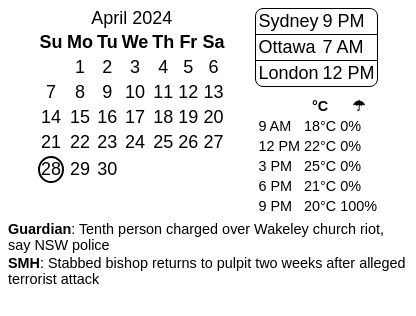 April 2024
Su Mo Tu We Th Fr Sa
1 2 3 4 5 6
7 8 9 10 11 12 13
14 15 16 17 18 19 20
21 22 23 24 25 26 27
28 29 30
Sydney 9 PM
Ottawa 7 AM
London 12 PM
°C ☂
9 AM 18°C 0%
12 PM 22°C 0%
3 PM 25°C 0%
6 PM 21°C 0%
9 PM 20°C 100%
Guardian: Tenth person charged over Wakeley church riot,
say NSW police
SMH: Stabbed bishop returns to pulpit two weeks after alleged
terrorist attack